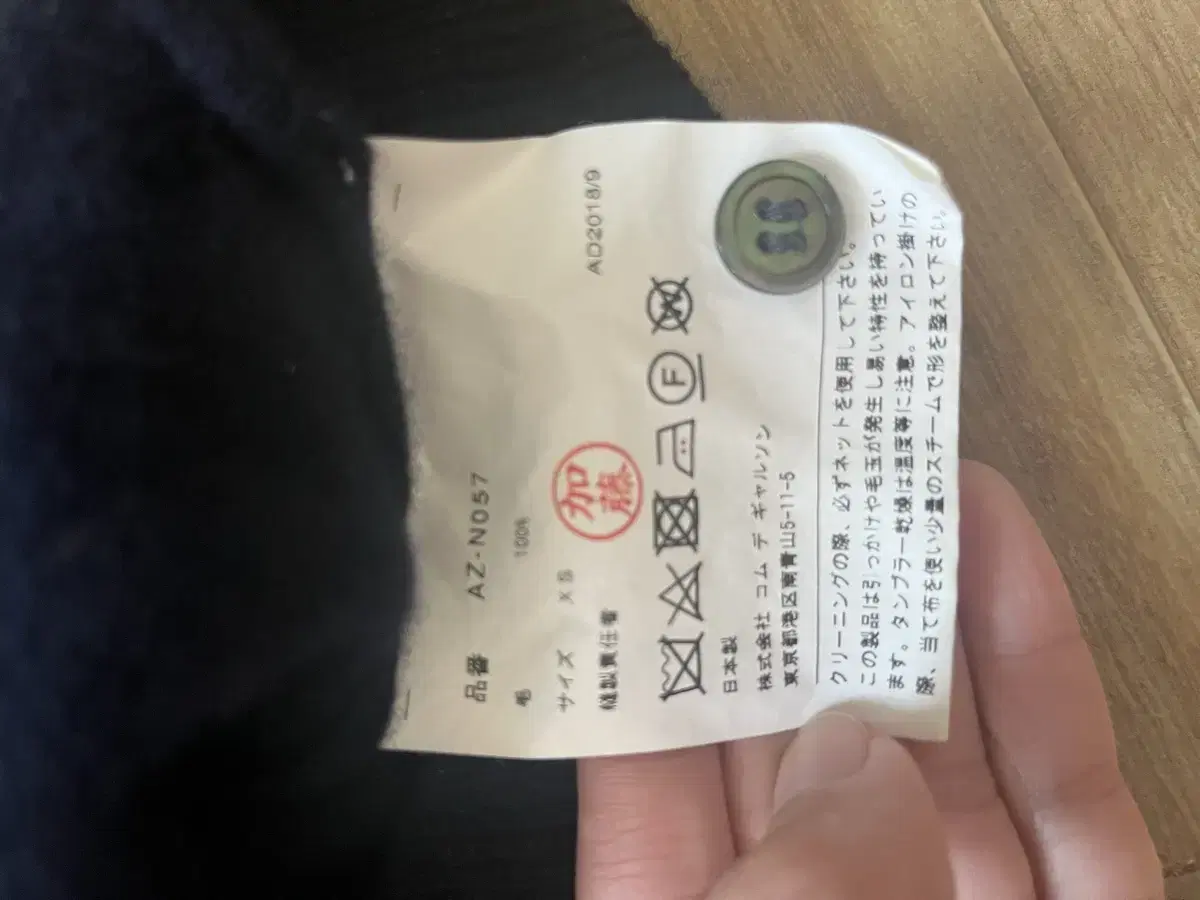 品番 AZ-N057
毛 100%
サイズ XS
縫製責任者 加藤
AD2018/9
F
W
日本製
株式会社 コム デ ギャルソン
東京都港区南青山5-11-5
クリーニングの際、必ずネットを使用して下さい。
この製品は引っかけや毛玉が発生し易い特性を持ってい
ます。タンブラー乾燥は温度等に注意。アイロン掛けの
際、当て布を使い少量のスチームで形を整えて下さい。